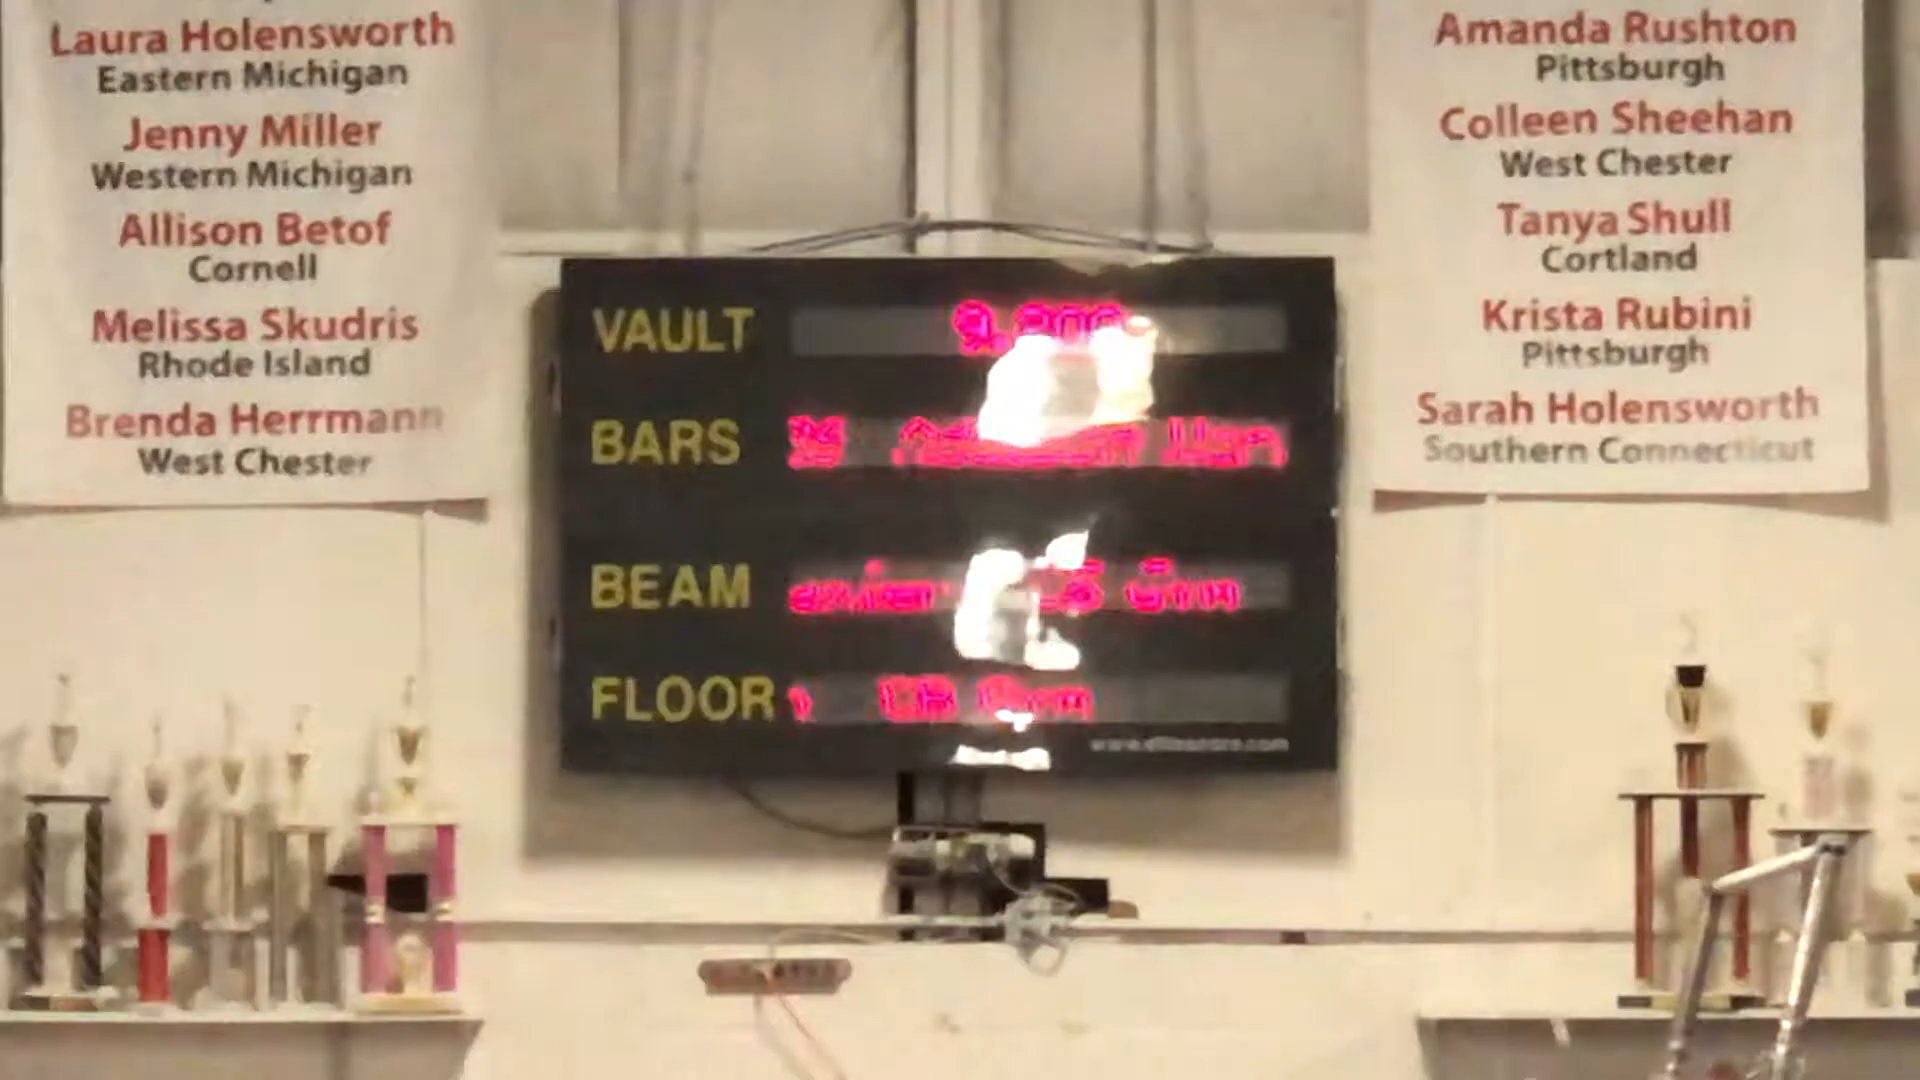 Laura Holensworth
Eastern Michigan
Jenny Miller
Western Michigan
Allison Betof
Cornell
Melissa Skudris
Rhode Island
Brenda Herrmann
West Chester
VAULT
BARS
BEAM
FLOOR
Amanda Rushton
Pittsburgh
Colleen Sheehan
West Chester
Tanya Shull
Cortland
Krista Rubini
Pittsburgh
Sarah Holensworth
Southern Connecticut